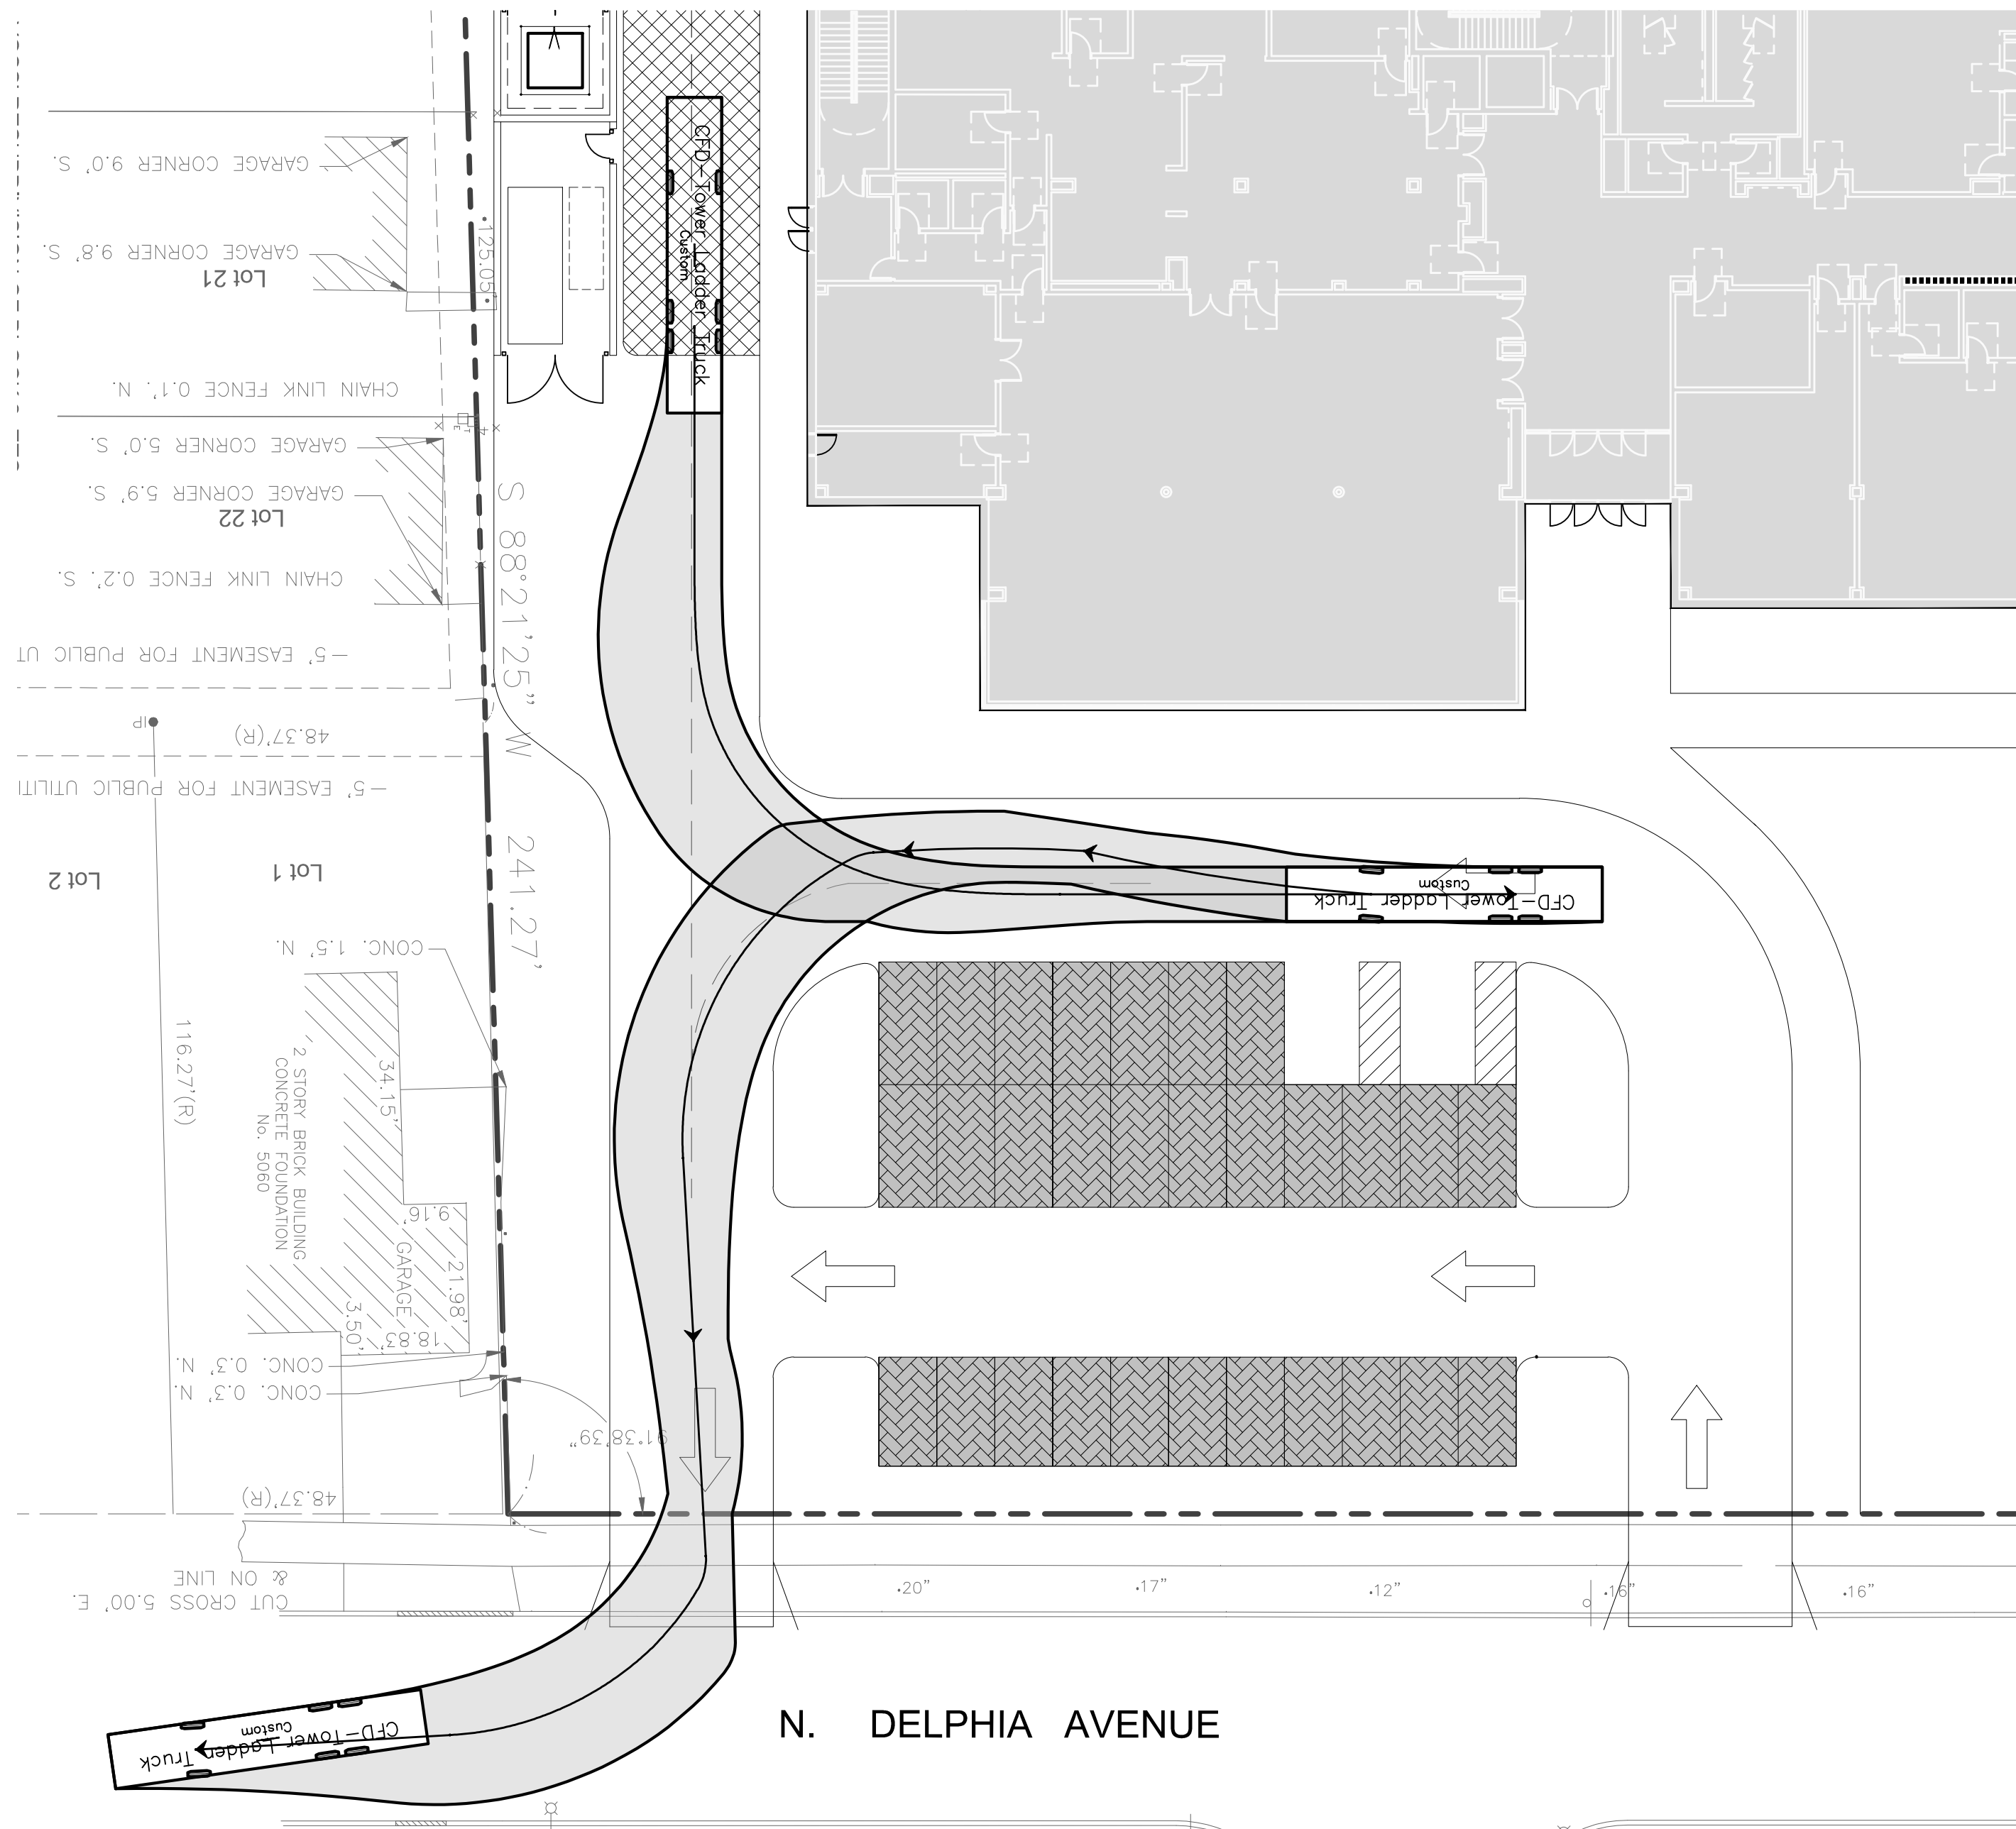 GARAGE CORNER 9.0' S.
GARAGE CORNER 9.8' S.
Lot 21
125.05'
CHAIN LINK FENCE 0.1'. N.
GARAGE CORNER 5.0' S.
GARAGE CORNER 5.9' S.
Lot 22
CHAIN LINK FENCE 0.2'. S.
5' EASEMENT FOR PUBLIC UT
IP
48.37'(R)
5' EASEMENT FOR PUBLIC UTILITI
S 88°21'25" W
241.27'
Lot 1
Lot 2
CONC. 1.5' N.
116.27'(R)
34.15'
2 STORY BRICK BUILDING
CONCRETE FOUNDATION
No. 5060
9.16'
GARAGE
21.98'
3.50'
18.83'
CONC. 0.3' N.
CONC. 0.3' N.
91°38'39"
48.37'(R)
CUT CROSS 5.00' E.
& ON LINE
CFD-Tower Ladder Truck
Custom
CFD-Tower Ladder Truck
Custom
CFD-Tower Ladder Truck
Custom
20"
17"
12"
16"
16"
N. DELPHIA AVENUE